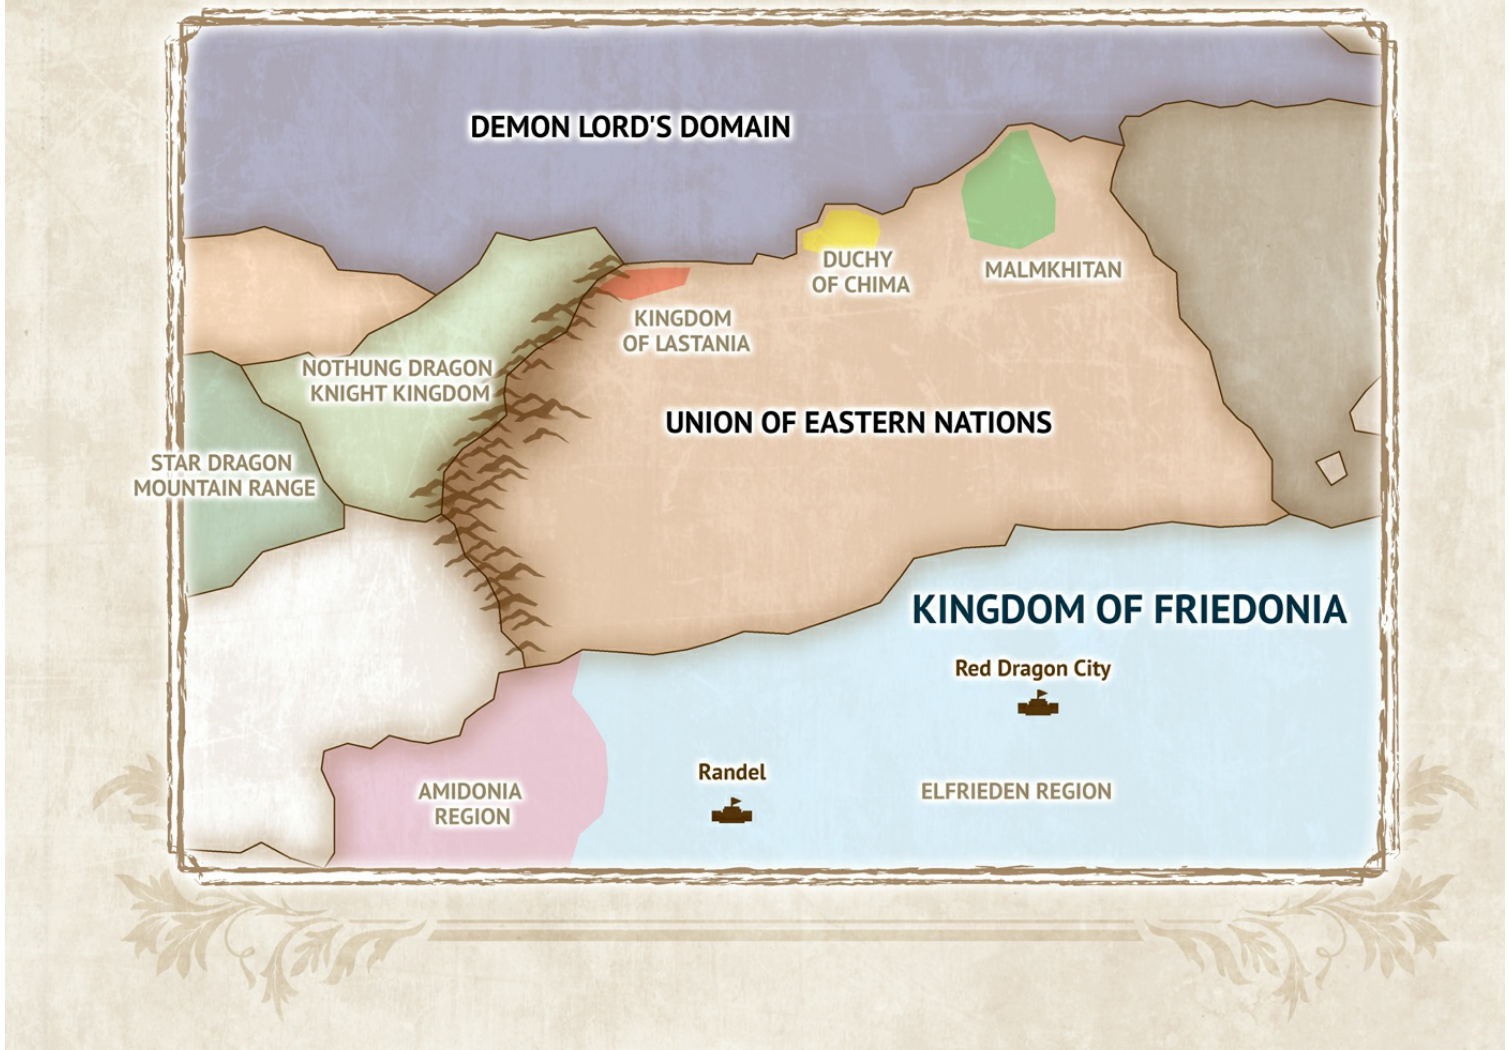 DEMON LORD'S DOMAIN
DUCHY
OF CHIMA
MALMKHITAN
KINGDOM
OF LASTANIA
NOTHUNG DRAGON
KNIGHT KINGDOM
UNION OF EASTERN NATIONS
STAR DRAGON
MOUNTAIN RANGE
KINGDOM OF FRIEDONIA
Red Dragon City
Randel
AMIDONIA
REGION
ELFRIEDEN REGION